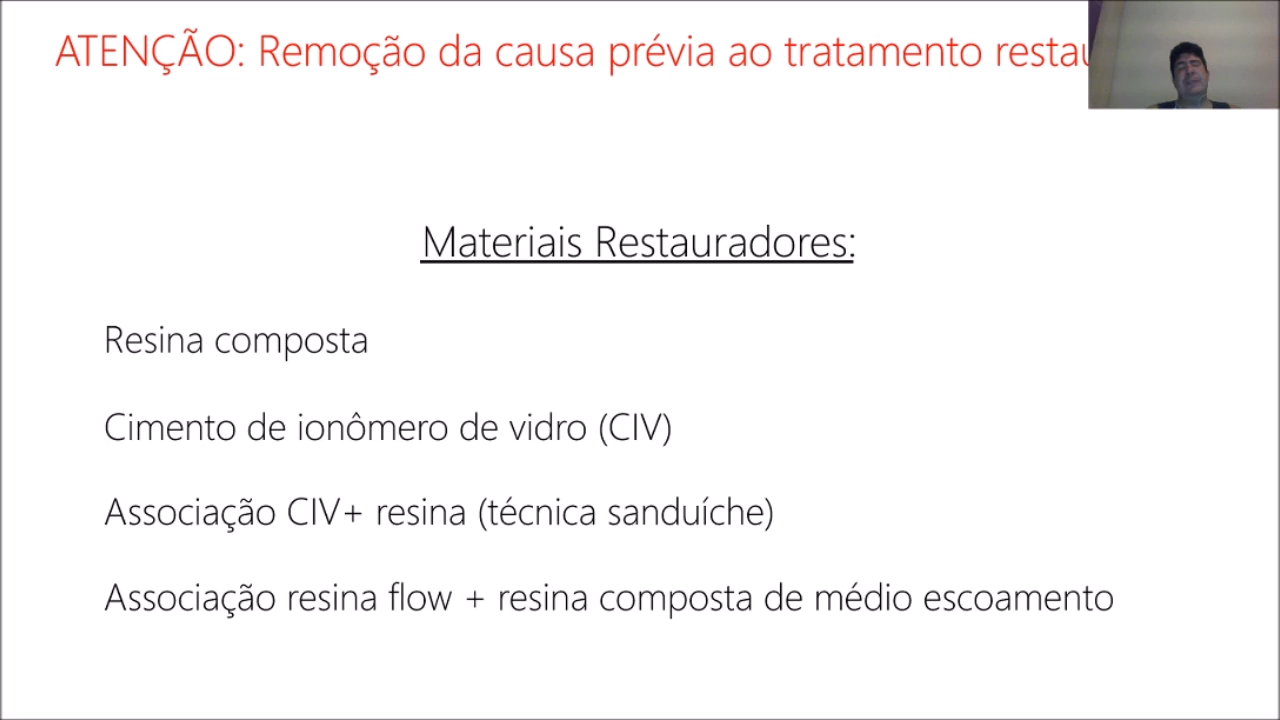 ATENÇÃO: Remoção da causa prévia ao tratamento
Materiais Restauradores:
Resina composta
Cimento de ionômero de vidro (CIV)
Associação CIV+ resina (técnica sanduíche)
Associação resina flow + resina composta de médio escoamento